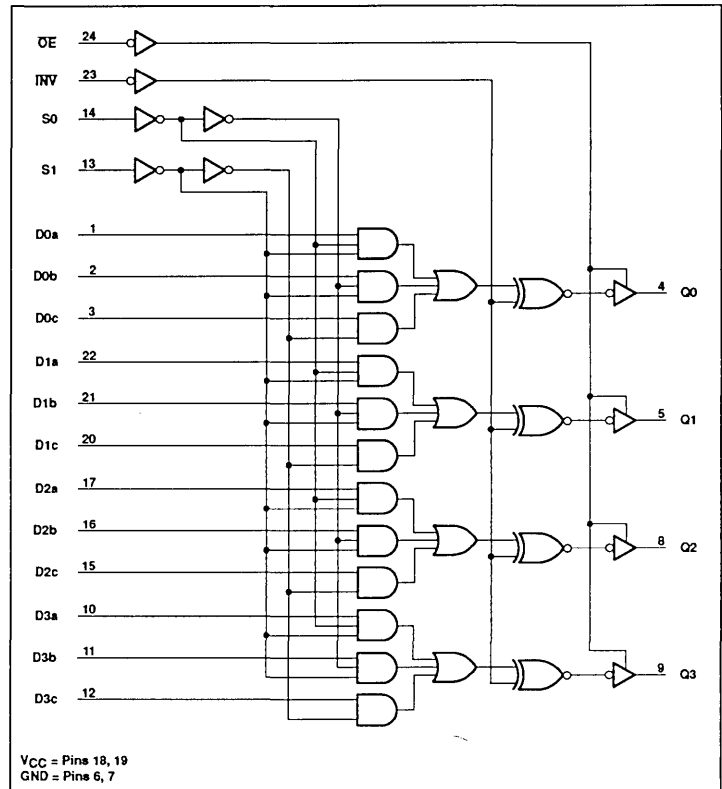 OE 24
INV 23
S0 14
S1 13
D0a 1
D0b 2
D0c 3
4 Q0
D1a 22
D1b 21
5 Q1
D1c 20
D2a 17
D2b 16
8 Q2
D2c 15
D3a 10
D3b 11
9 Q3
D3c 12
VCC = Pins 18, 19
GND = Pins 6, 7